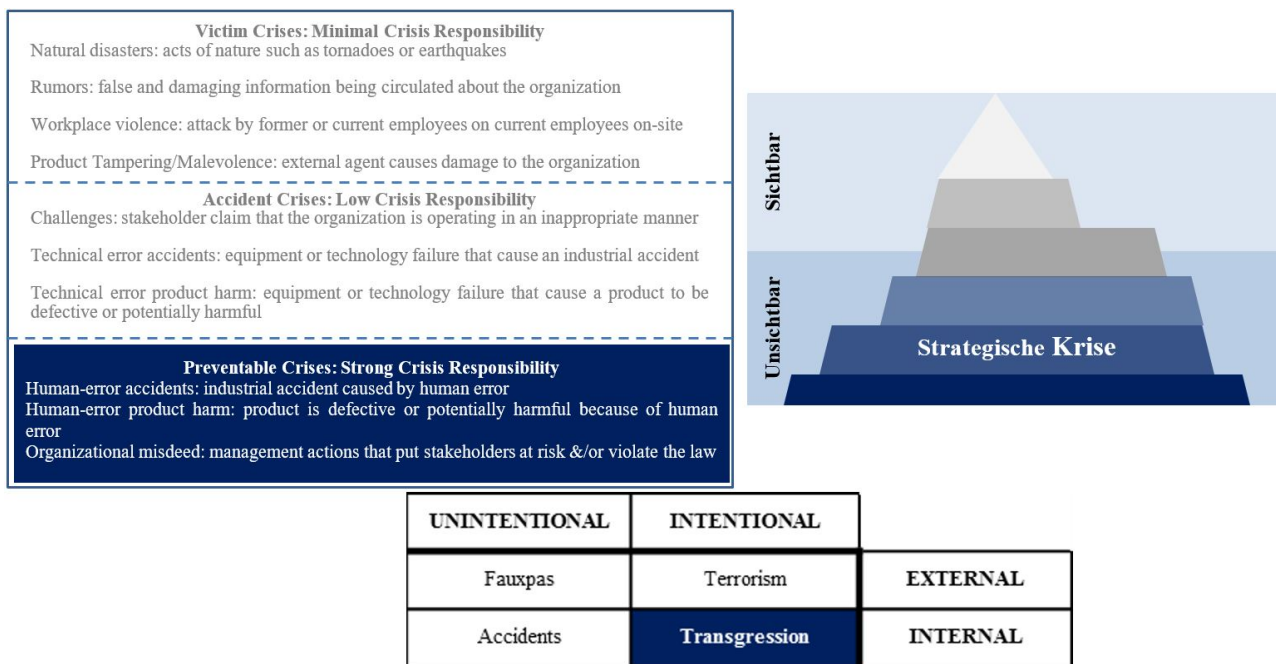 Victim Crises: Minimal Crisis Responsibility
Natural disasters: acts of nature such as tornadoes or earthquakes
Rumors: false and damaging information being circulated about the organization
Workplace violence: attack by former or current employees on current employees on-site
Product Tampering/Malevolence: external agent causes damage to the organization
Accident Crises: Low Crisis Responsibility
Challenges: stakeholder claim that the organization is operating in an inappropriate manner
Technical error accidents: equipment or technology failure that cause an industrial accident
Technical error product harm: equipment or technology failure that cause a product to be
defective or potentially harmful
Preventable Crises: Strong Crisis Responsibility
Human-error accidents: industrial accident caused by human error
Human-error product harm: product is defective or potentially harmful because of human
error
Organizational misdeed: management actions that put stakeholders at risk &/or violate the law
Sichtbar
Unsichtbar
Strategische Krise
UNINTENTIONAL INTENTIONAL
Fauxpas Terrorism EXTERNAL
Accidents Transgression INTERNAL